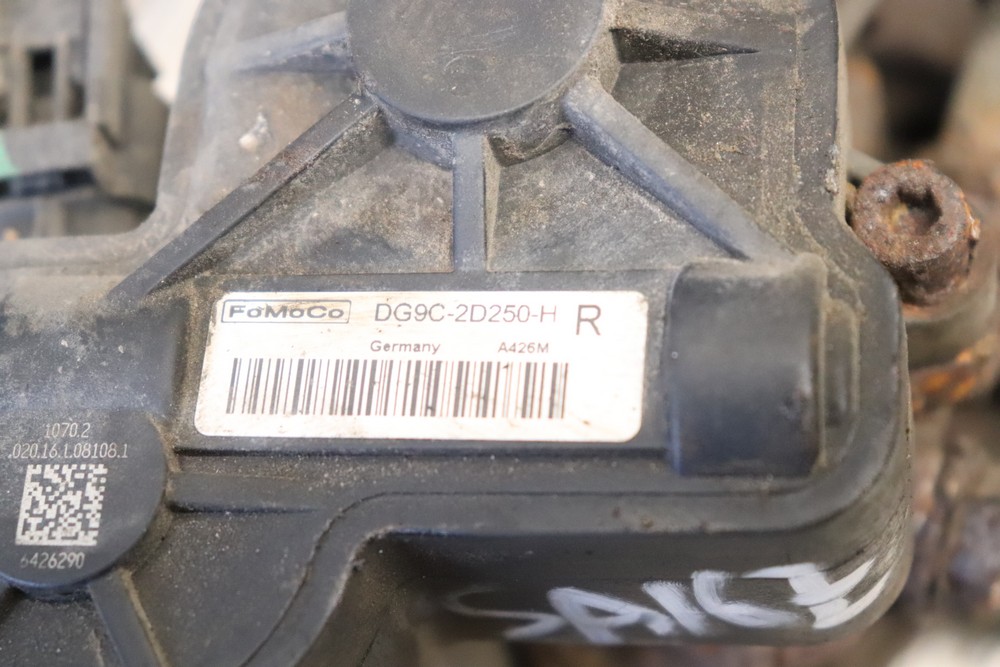 FoMoCo DG9C-2D250-H R
Germany A426M
1070.2
.020.16.1.08108.1
6426290